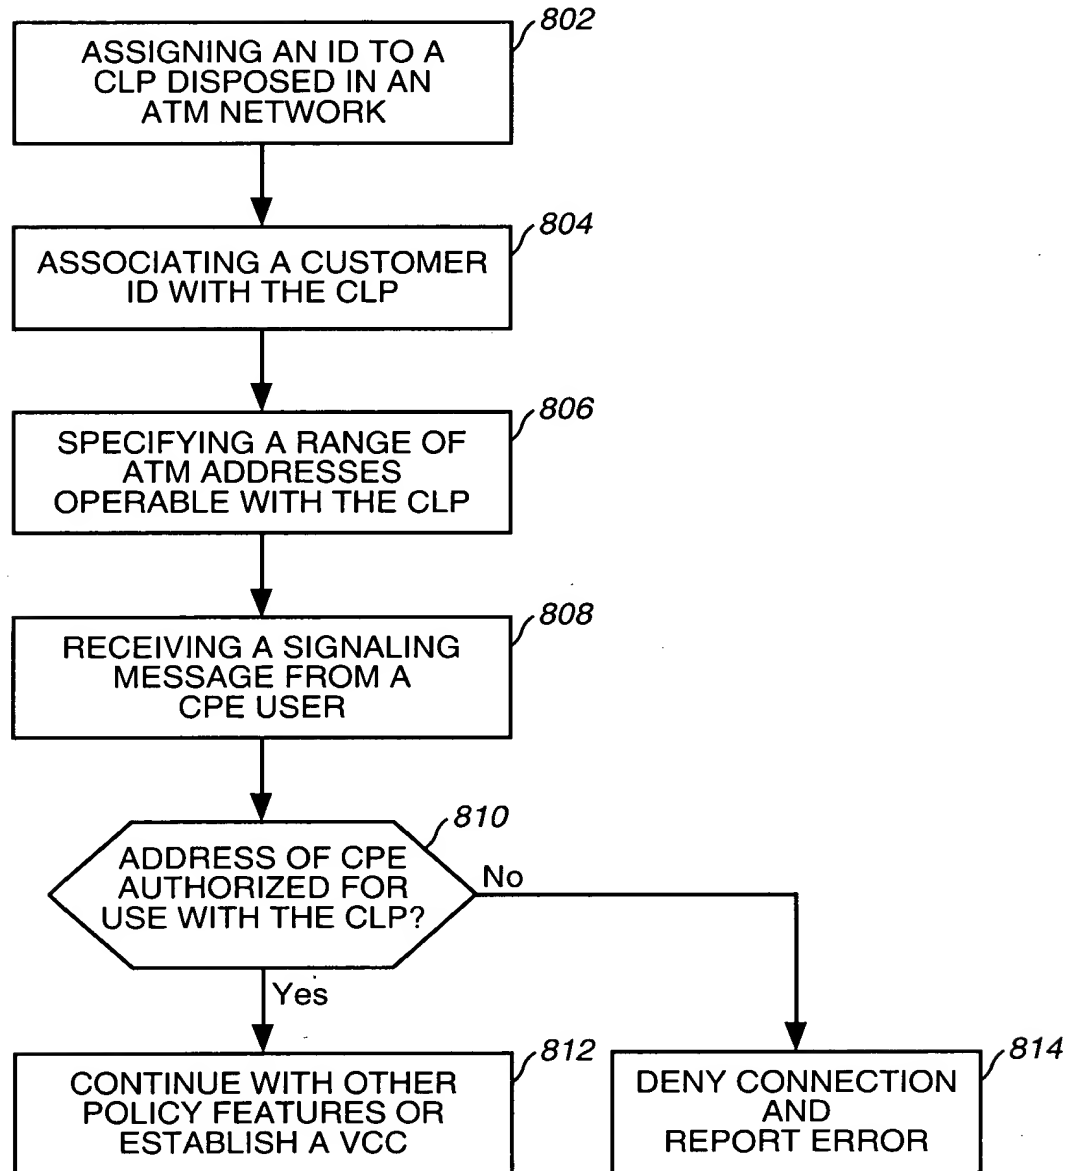 802
ASSIGNING AN ID TO A
CLP DISPOSED IN AN
ATM NETWORK
804
ASSOCIATING A CUSTOMER
ID WITH THE CLP
806
SPECIFYING A RANGE OF
ATM ADDRESSES
OPERABLE WITH THE CLP
808
RECEIVING A SIGNALING
MESSAGE FROM A
CPE USER
810
ADDRESS OF CPE
AUTHORIZED FOR
USE WITH THE CLP?
No
Yes
812
CONTINUE WITH OTHER
POLICY FEATURES OR
ESTABLISH A VCC
814
DENY CONNECTION
AND
REPORT ERROR